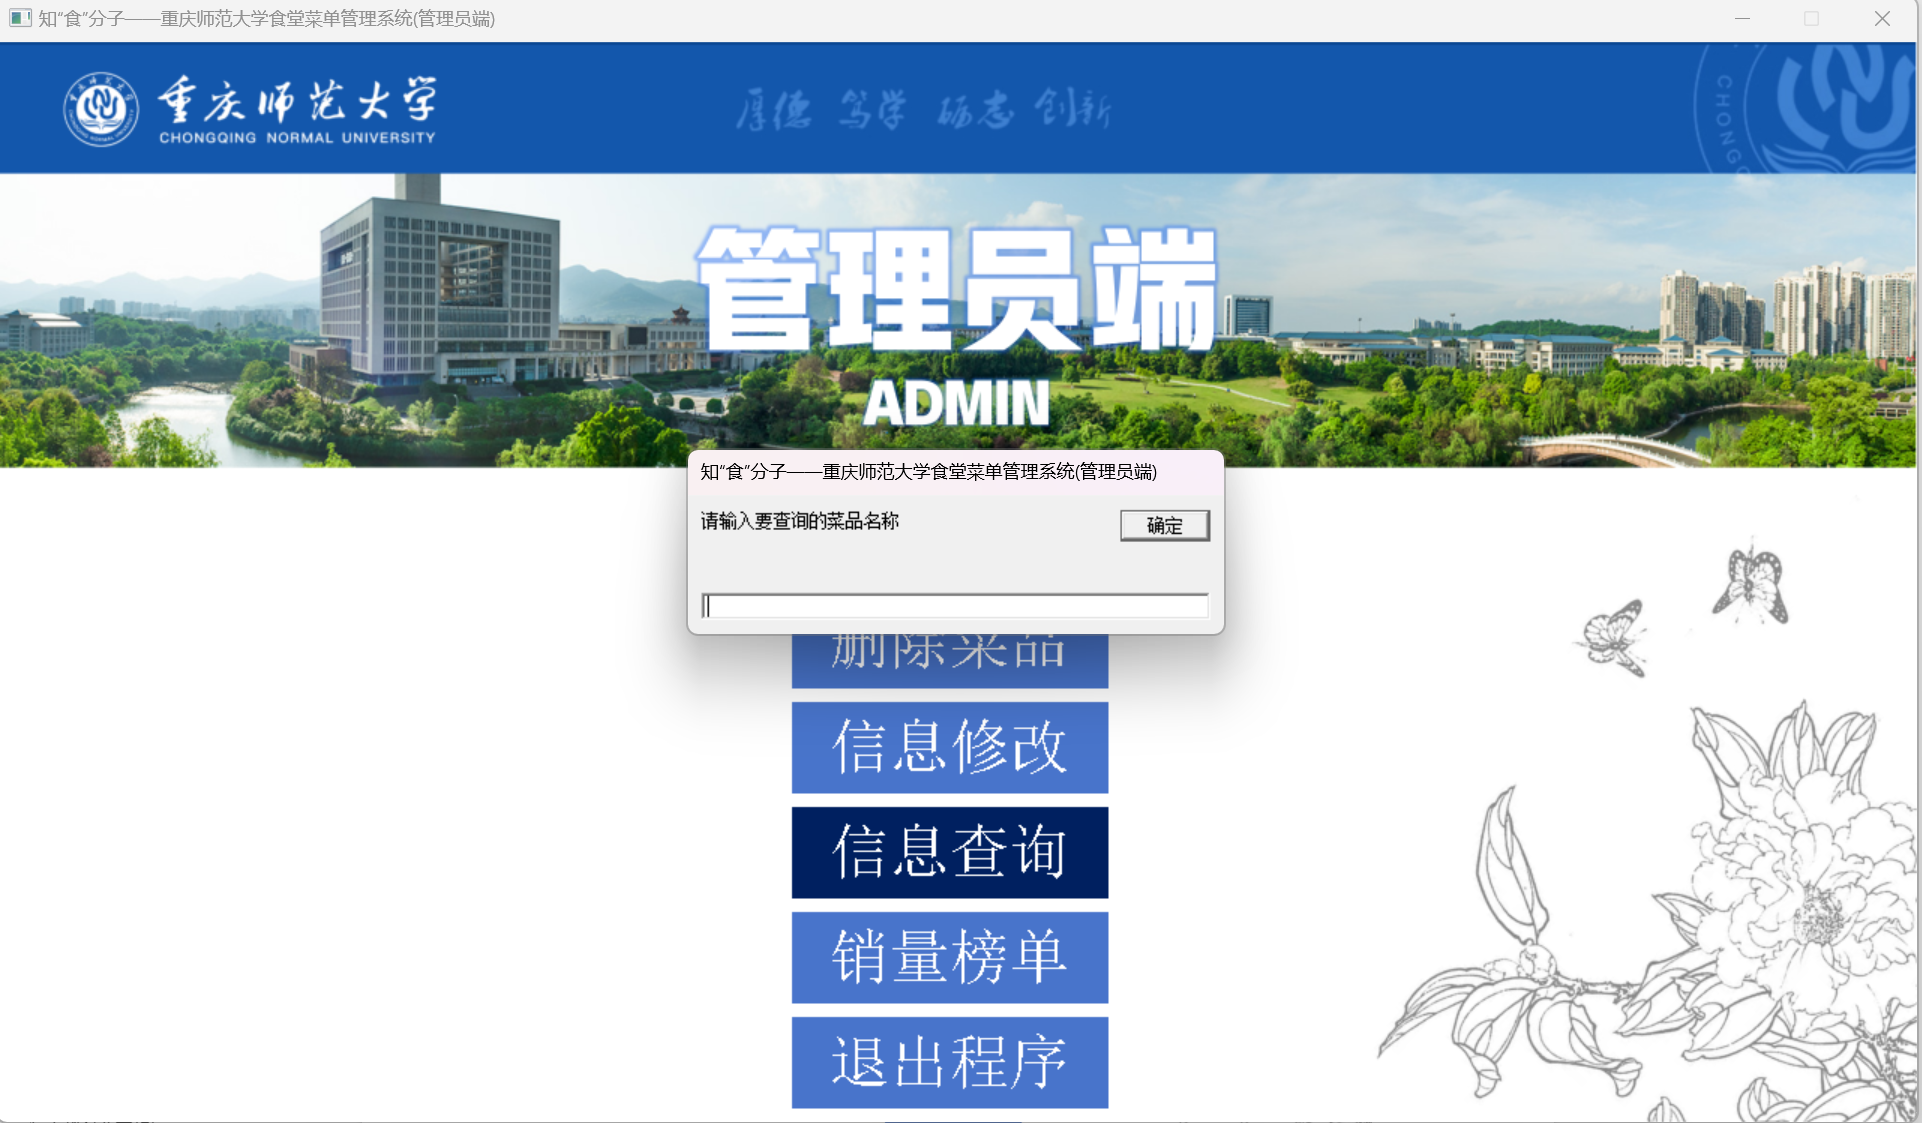 知“食”分子——重庆师范大学食堂菜单管理系统(管理员端)
重庆师范大学
CHONGQING NORMAL UNIVERSITY
厚德 笃学 砺志 创新
CHONGQ
管理员端
ADMIN
知“食”分子——重庆师范大学食堂菜单管理系统(管理员端)
请输入要查询的菜品名称
确定
删除菜品
信息修改
信息查询
销量榜单
退出程序